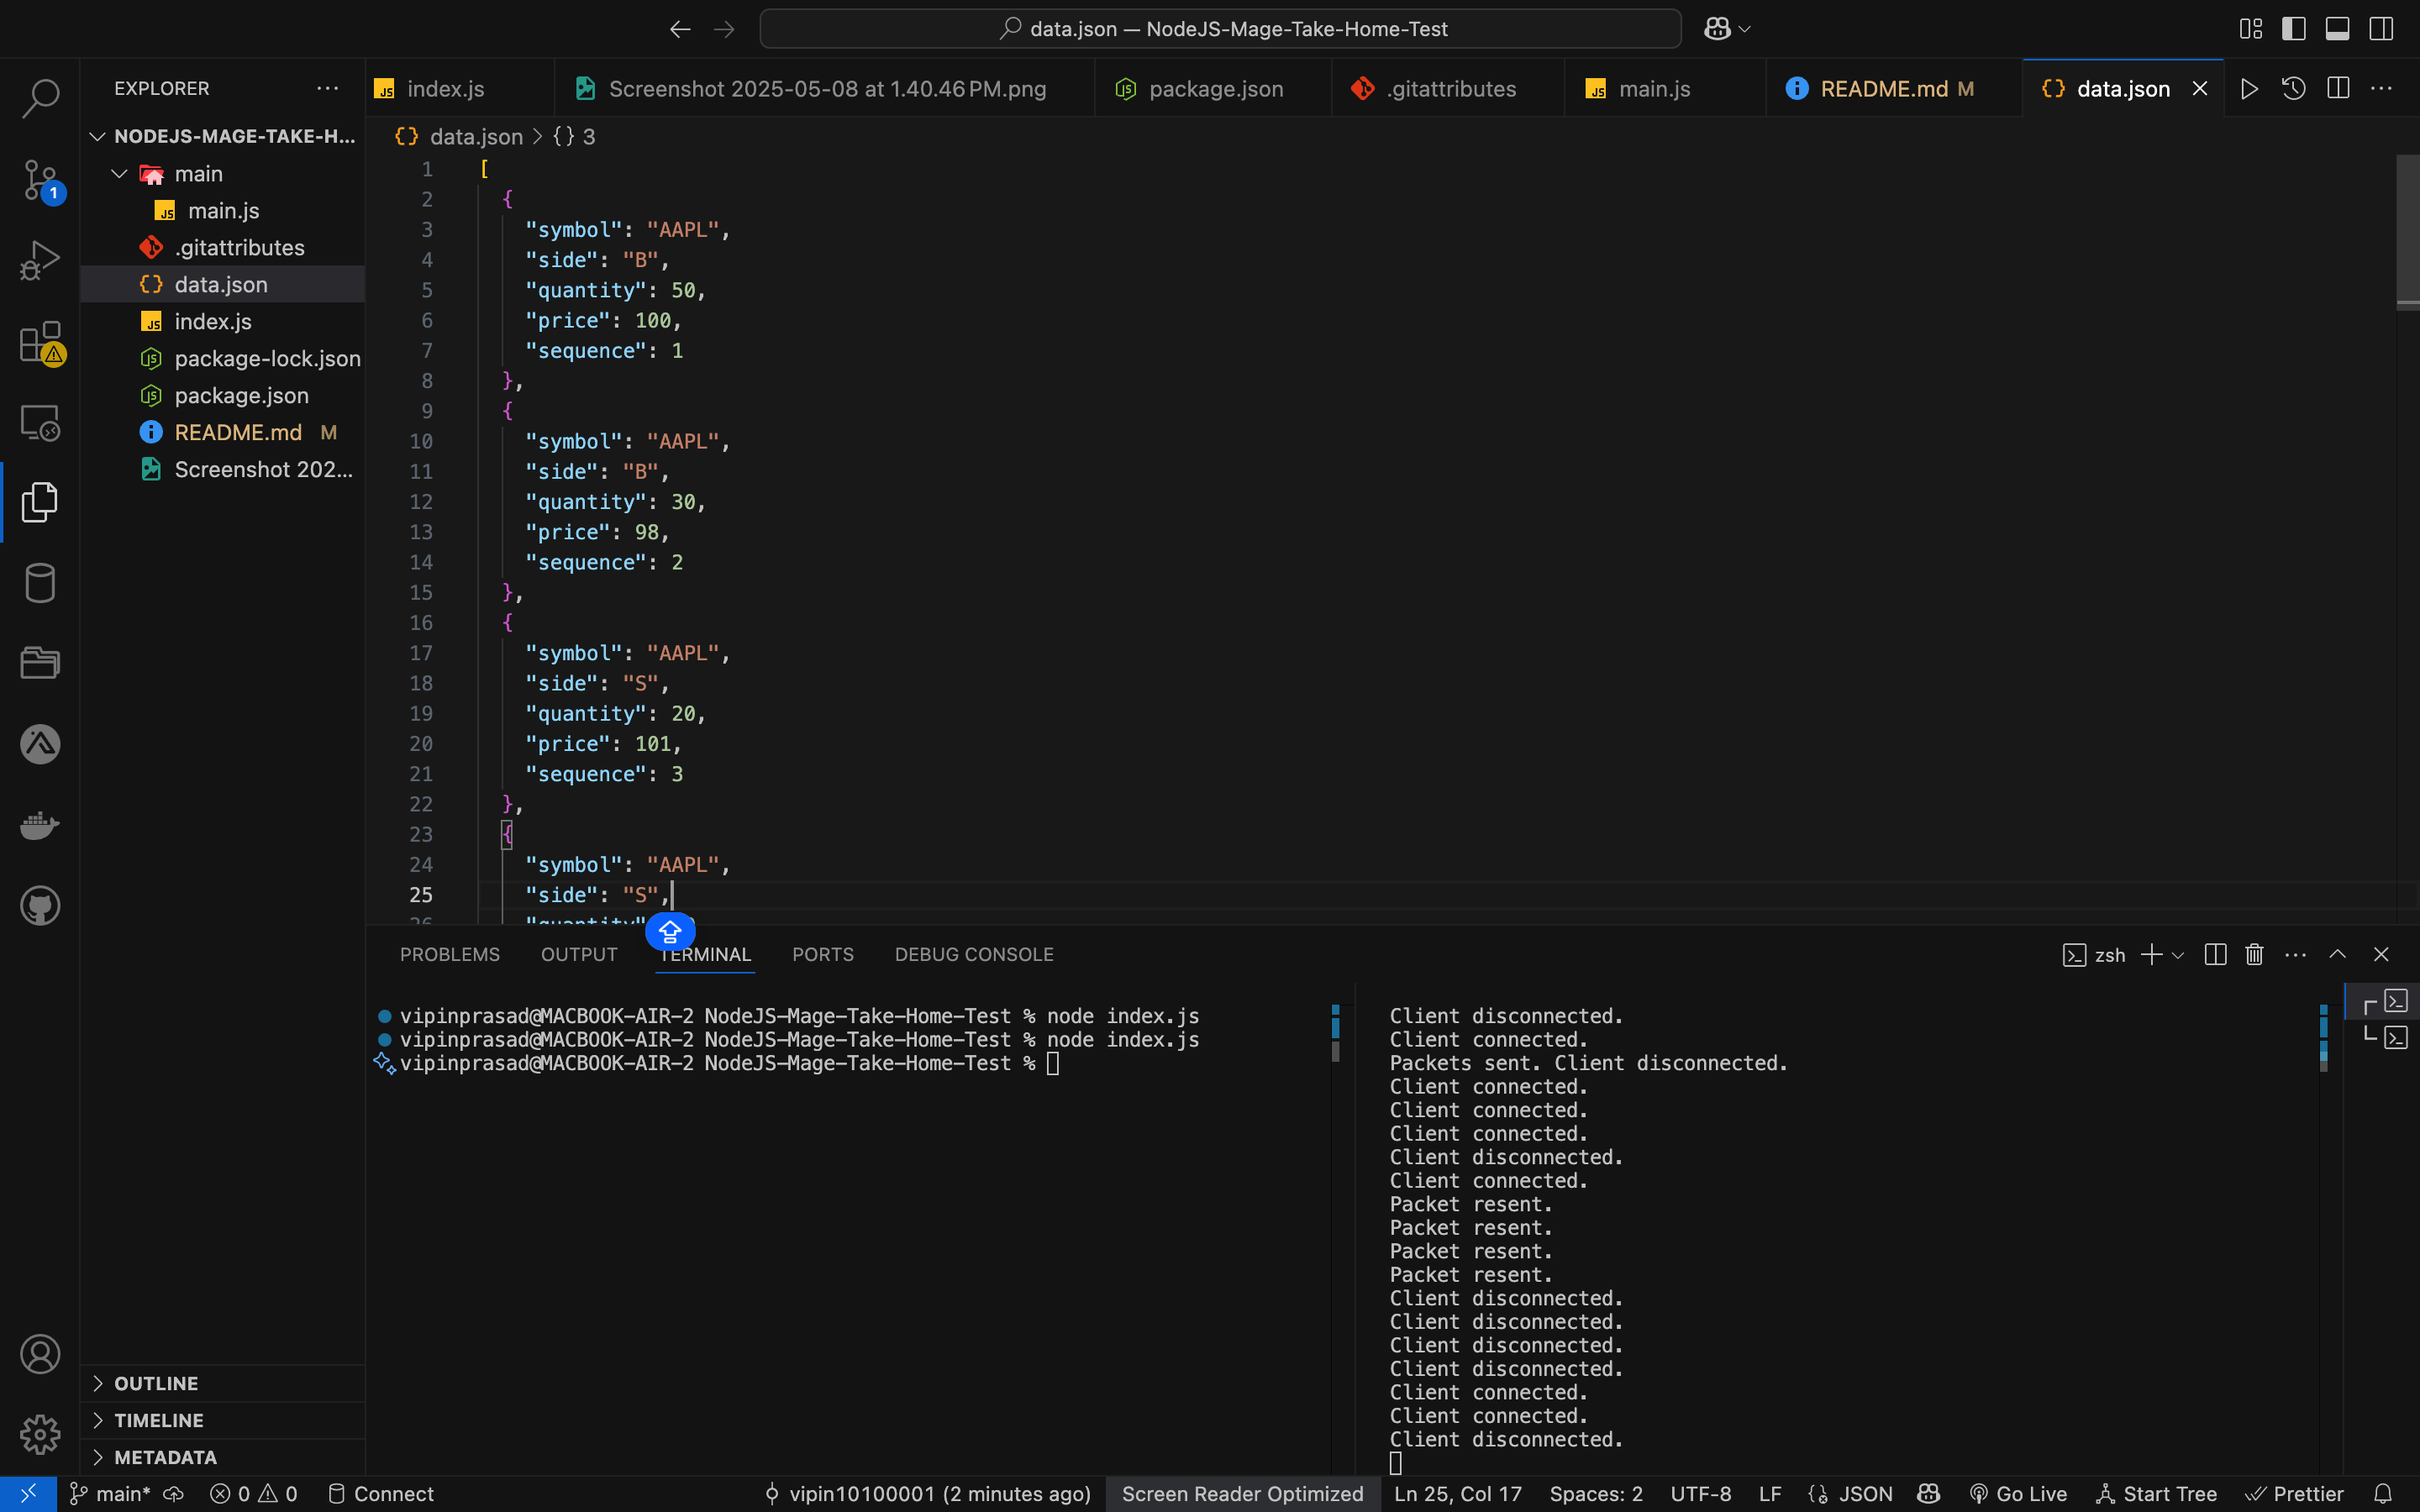 data.json — NodeJS-Mage-Take-Home-Test
EXPLORER
index.js
Screenshot 2025-05-08 at 1.40.46 PM.png
package.json
.gitattributes
main.js
README.md M
data.json
NODEJS-MAGE-TAKE-H...
main
main.js
.gitattributes
data.json
index.js
package-lock.json
package.json
README.md M
Screenshot 202...
1
data.json > {} 3
1 [
2 {
3 "symbol": "AAPL",
4 "side": "B",
5 "quantity": 50,
6 "price": 100,
7 "sequence": 1
8 },
9 {
10 "symbol": "AAPL",
11 "side": "B",
12 "quantity": 30,
13 "price": 98,
14 "sequence": 2
15 },
16 {
17 "symbol": "AAPL",
18 "side": "S",
19 "quantity": 20,
20 "price": 101,
21 "sequence": 3
22 },
23 {
24 "symbol": "AAPL",
25 "side": "S",
26 "quantity"
PROBLEMS
OUTPUT
TERMINAL
PORTS
DEBUG CONSOLE
zsh
vipinprasad@MACBOOK-AIR-2 NodeJS-Mage-Take-Home-Test % node index.js
vipinprasad@MACBOOK-AIR-2 NodeJS-Mage-Take-Home-Test % node index.js
vipinprasad@MACBOOK-AIR-2 NodeJS-Mage-Take-Home-Test %
Client disconnected.
Client connected.
Packets sent. Client disconnected.
Client connected.
Client connected.
Client connected.
Client disconnected.
Client connected.
Packet resent.
Packet resent.
Packet resent.
Packet resent.
Client disconnected.
Client disconnected.
Client disconnected.
Client disconnected.
Client connected.
Client connected.
Client disconnected.
OUTLINE
TIMELINE
METADATA
main*
0
0
Connect
vipin10100001 (2 minutes ago)
Screen Reader Optimized
Ln 25, Col 17
Spaces: 2
UTF-8
LF
JSON
Go Live
Start Tree
Prettier